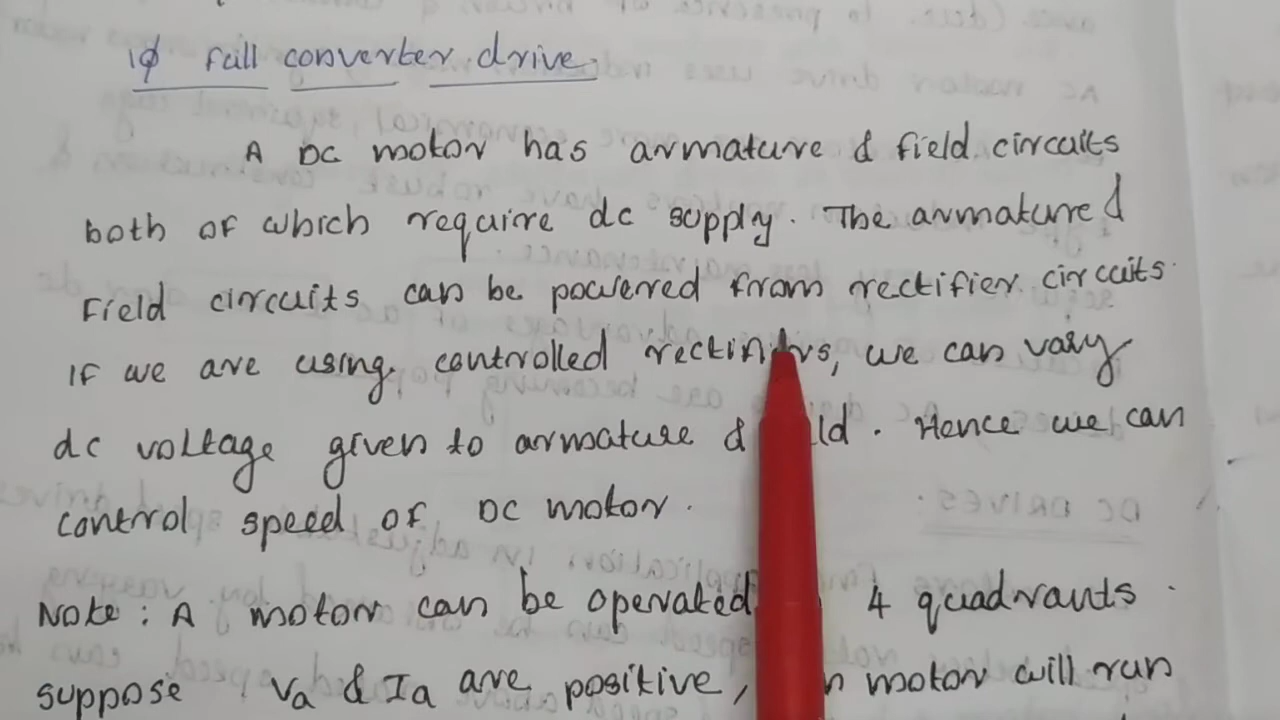 1φ Full converter drive
A DC motor has armature & field circuits
both of which require dc supply. The armature &
Field circuits can be powered from rectifier circuits.
If we are using controlled we can vary
dc voltage given to armature & . Hence we can
control speed of DC motor.
Note: A motor can be operated 4 quadrants.
suppose Va & Ia are positive, motor will run